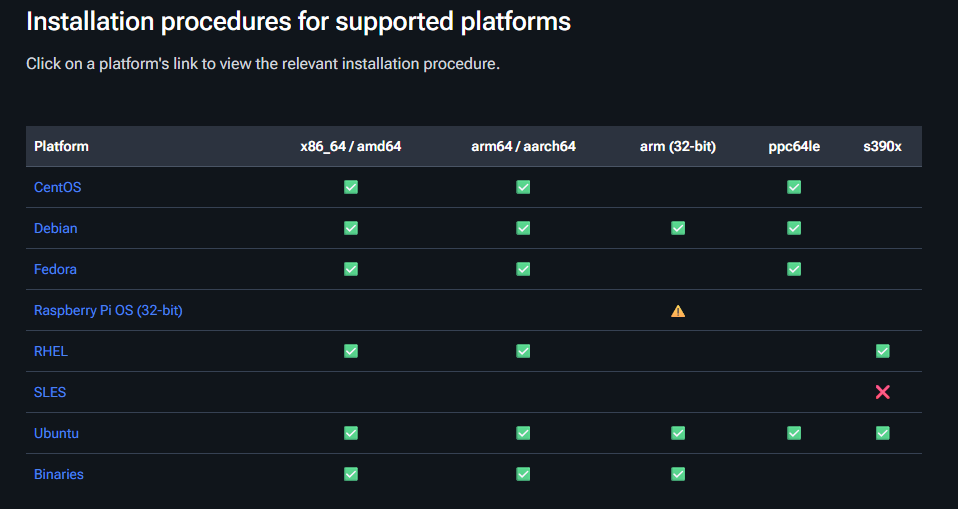 Installation procedures for supported platforms
Click on a platform's link to view the relevant installation procedure.
Platform x86_64 / amd64 arm64 / aarch64 arm (32-bit) ppc64le s390x
CentOS ✅ ✅ ✅
Debian ✅ ✅ ✅ ✅
Fedora ✅ ✅ ✅
Raspberry Pi OS (32-bit) ⚠️
RHEL ✅ ✅ ✅
SLES ❌
Ubuntu ✅ ✅ ✅ ✅ ✅
Binaries ✅ ✅ ✅